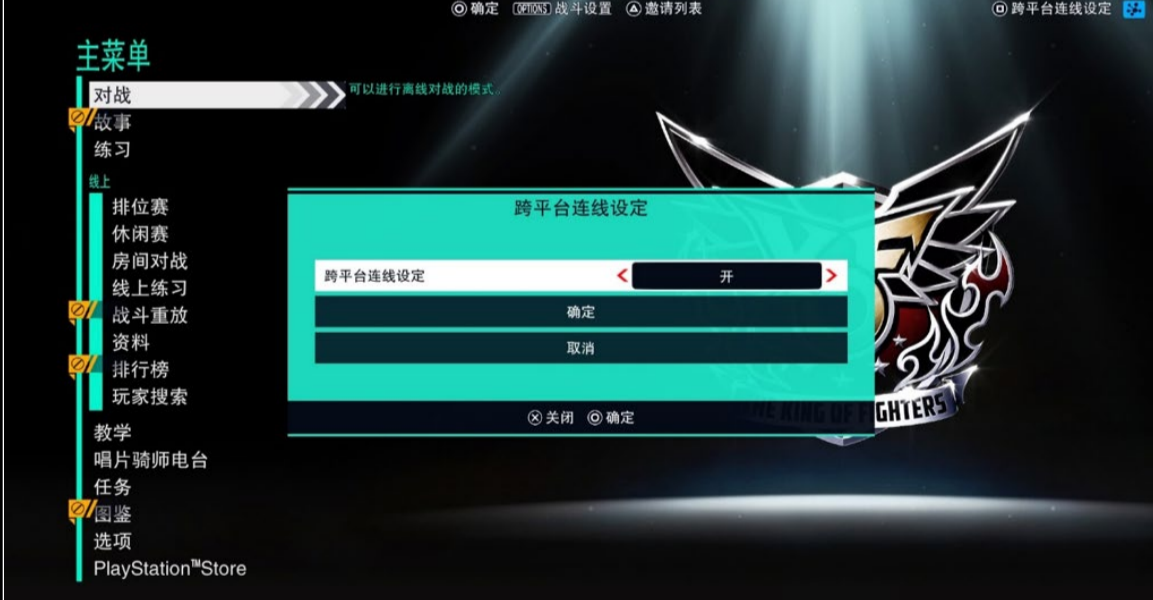 ◎确定 OPTIONS 战斗设置 △邀请列表
□跨平台连线设定
主菜单
对战
可以进行离线对战的模式。
故事
练习
线上
排位赛
休闲赛
房间对战
线上练习
战斗重放
资料
排行榜
玩家搜索
教学
唱片骑师电台
任务
图鉴
选项
PlayStation™Store
跨平台连线设定
跨平台连线设定 < 开 >
确定
取消
ⓧ关闭 ◎确定
THE KING OF FIGHTERS